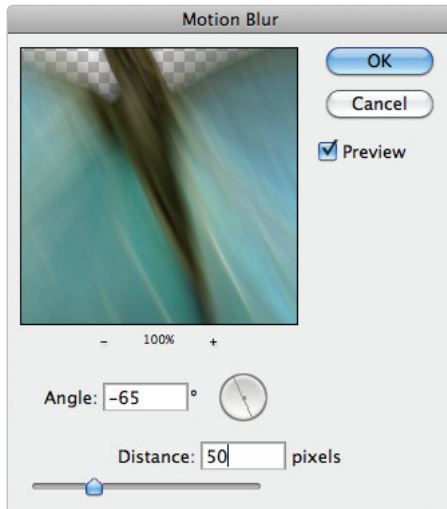 Motion Blur
OK
Cancel
Preview
- 100% +
Angle: -65 °
Distance: 50 pixels